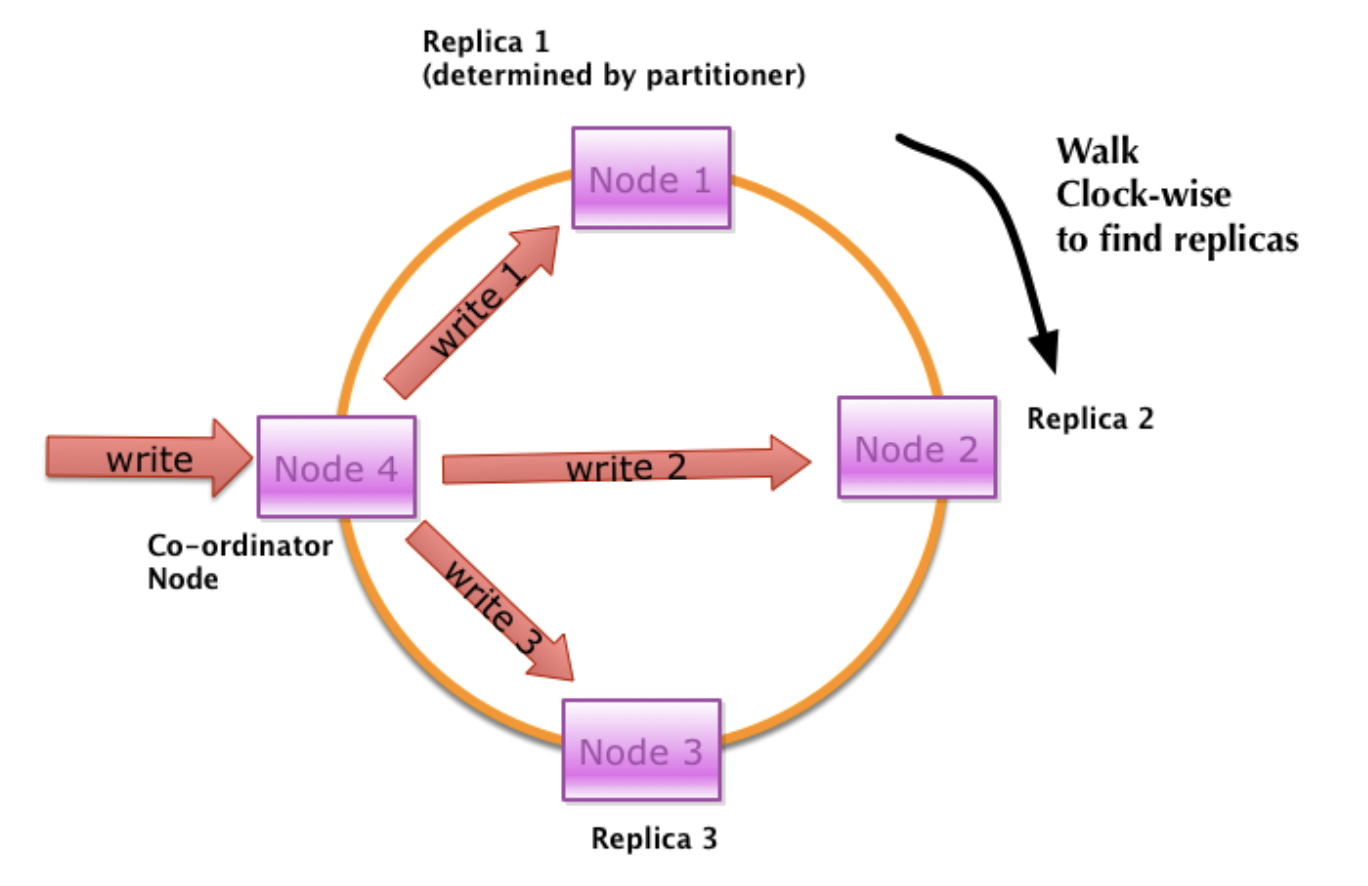 Replica 1
(determined by partitioner)
Node 1
Walk
Clock-wise
to find replicas
write 1
Replica 2
Node 2
write
Node 4
write 2
Co-ordinator
Node
write 3
Node 3
Replica 3